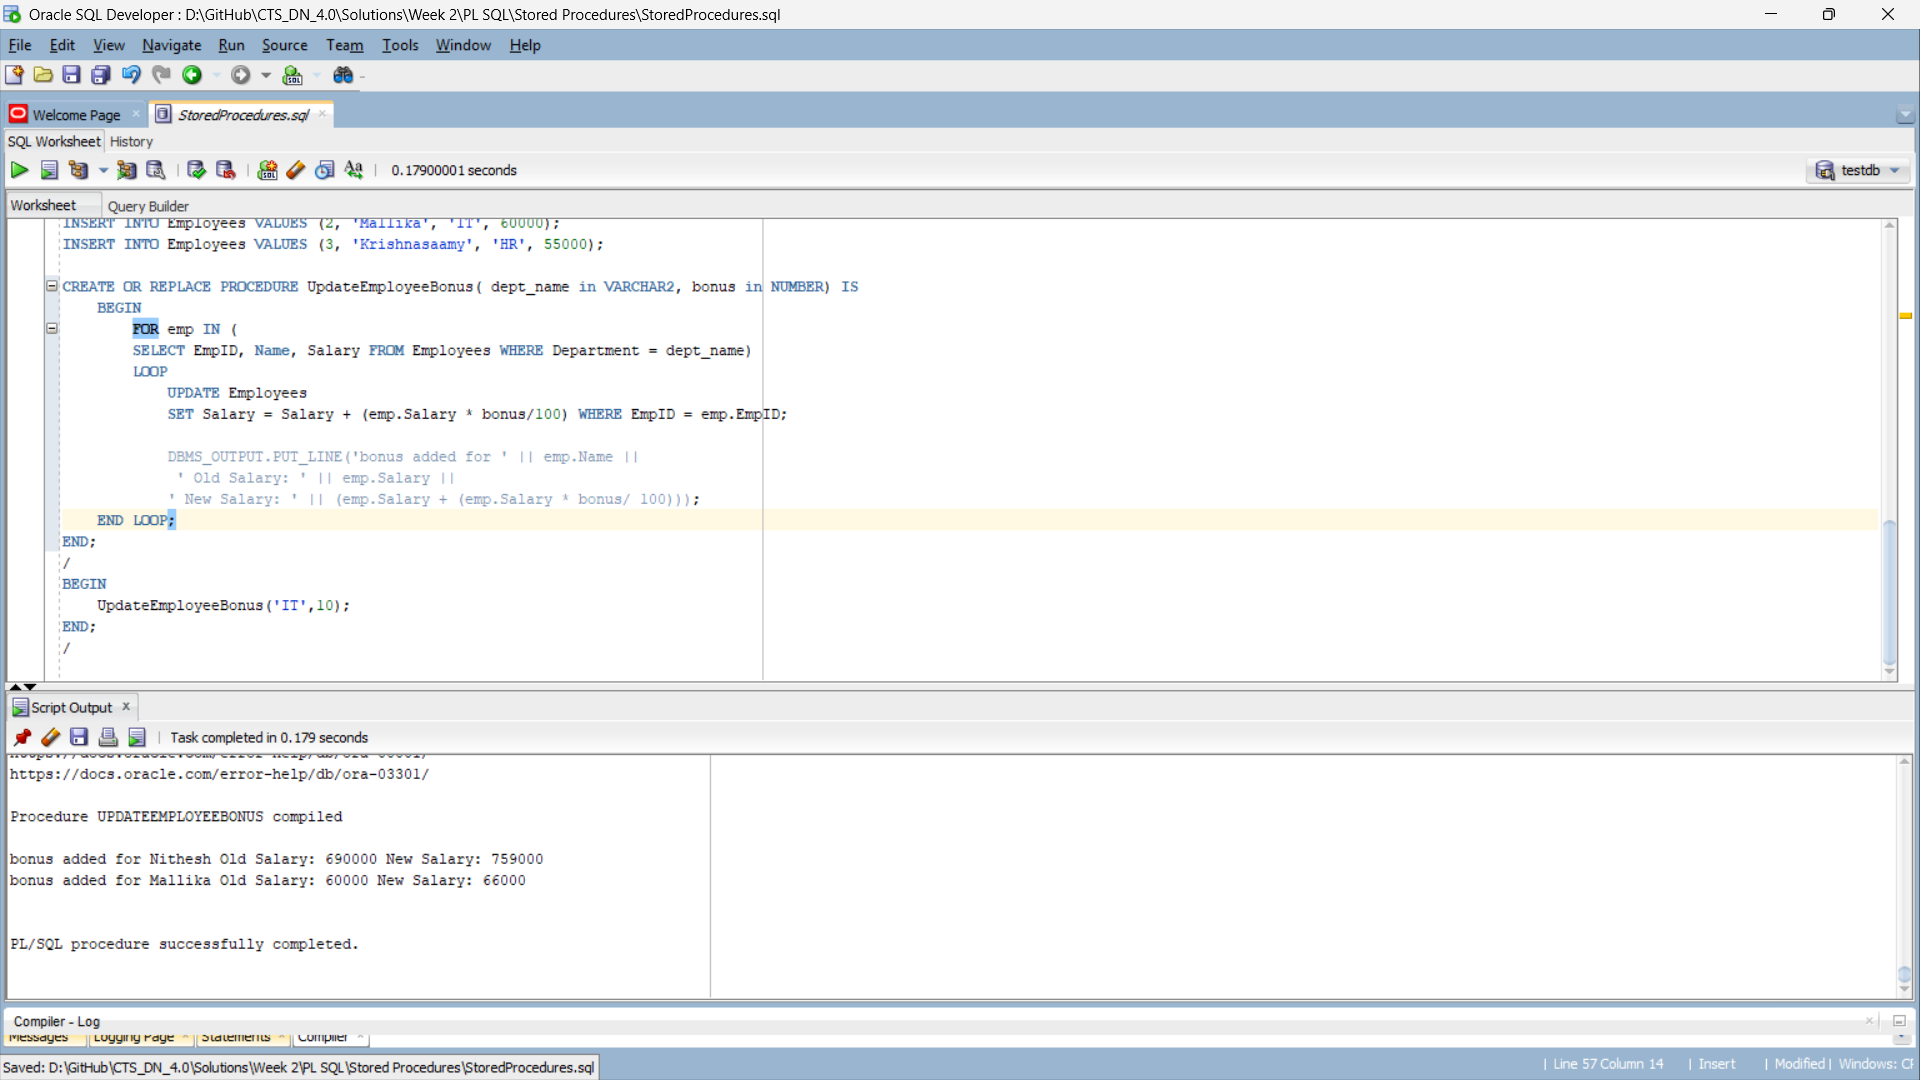 Oracle SQL Developer : D:\GitHub\CTS_DN_4.0\Solutions\Week 2\PL SQL\Stored Procedures\StoredProcedures.sql
File Edit View Navigate Run Source Team Tools Window Help
Welcome Page StoredProcedures.sql
SQL Worksheet History
0.17900001 seconds
testdb
Worksheet Query Builder
INSERT INTO Employees VALUES (2, 'Mallika', 'IT', 60000);
INSERT INTO Employees VALUES (3, 'Krishnasaamy', 'HR', 55000);
CREATE OR REPLACE PROCEDURE UpdateEmployeeBonus( dept_name in VARCHAR2, bonus in NUMBER) IS
BEGIN
FOR emp IN (
SELECT EmpID, Name, Salary FROM Employees WHERE Department = dept_name)
LOOP
UPDATE Employees
SET Salary = Salary + (emp.Salary * bonus/100) WHERE EmpID = emp.EmpID;
DBMS_OUTPUT.PUT_LINE('bonus added for ' || emp.Name ||
' Old Salary: ' || emp.Salary ||
' New Salary: ' || (emp.Salary + (emp.Salary * bonus/ 100)));
END LOOP;
END;
/
BEGIN
UpdateEmployeeBonus('IT',10);
END;
/
Script Output
Task completed in 0.179 seconds
https://docs.oracle.com/error-help/db/ora-03301/
Procedure UPDATEEMPLOYEEBONUS compiled
bonus added for Nithesh Old Salary: 690000 New Salary: 759000
bonus added for Mallika Old Salary: 60000 New Salary: 66000
PL/SQL procedure successfully completed.
Compiler - Log
Messages Logging Page Statements Compiler
Saved: D:\GitHub\CTS_DN_4.0\Solutions\Week 2\PL SQL\Stored Procedures\StoredProcedures.sql
Line 57 Column 14 | Insert | Modified | Windows: